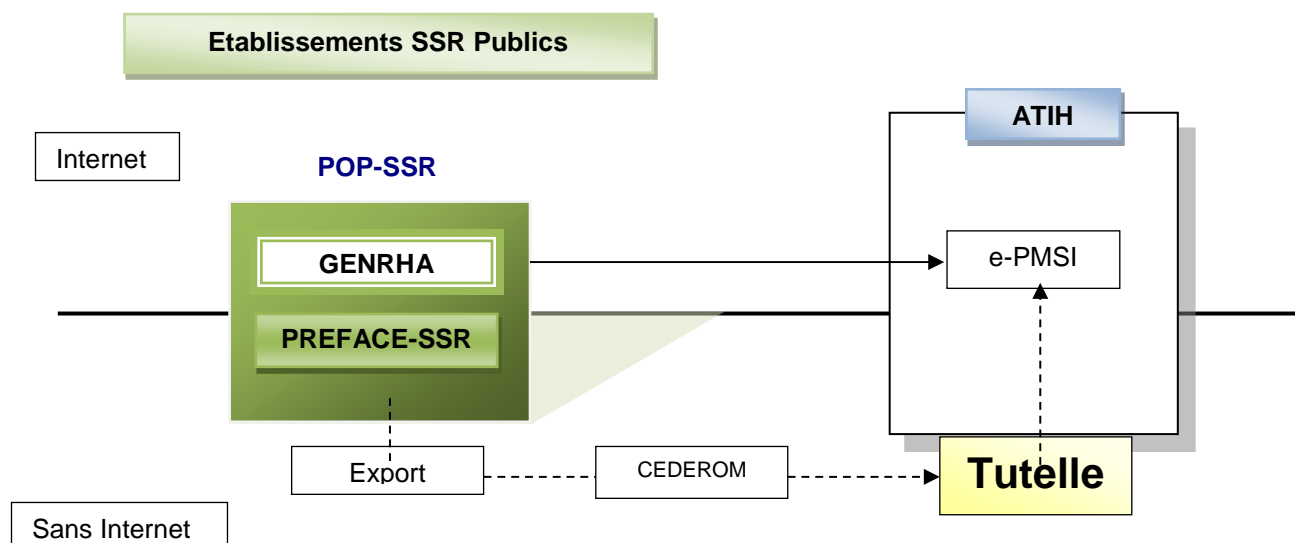 Etablissements SSR Publics
ATIH
Internet
POP-SSR
GENRHA
e-PMSI
PREFACE-SSR
Export
CEDEROM
Tutelle
Sans Internet